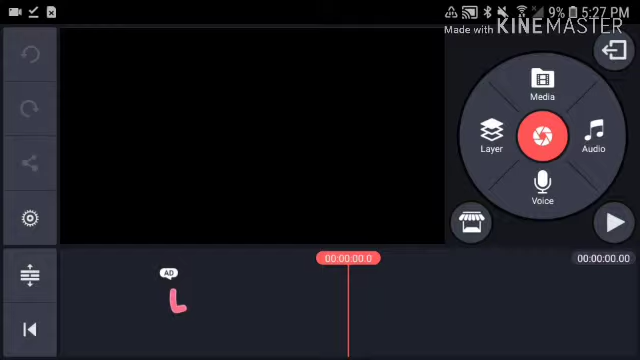 9% 5:27 PM
Made with KINEMASTER
Media
Layer
Audio
Voice
00:00:00.0
00:00:00.00
AD